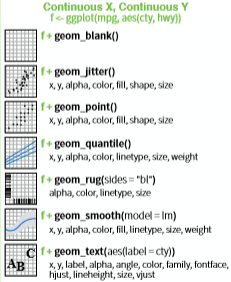 Continuous X, Continuous Y
f <- ggplot(mpg, aes(cty, hwy))
f + geom_blank()
f + geom_jitter()
x, y, alpha, color, fill, shape, size
f + geom_point()
x, y, alpha, color, fill, shape, size
f + geom_quantile()
x, y, alpha, color, linetype, size, weight
f + geom_rug(sides = "bl")
alpha, color, linetype, size
f + geom_smooth(model = lm)
x, y, alpha, color, fill, linetype, size, weight
C
AB
f + geom_text(aes(label = cty))
x, y, label, alpha, angle, color, family, fontface,
hjust, lineheight, size, vjust